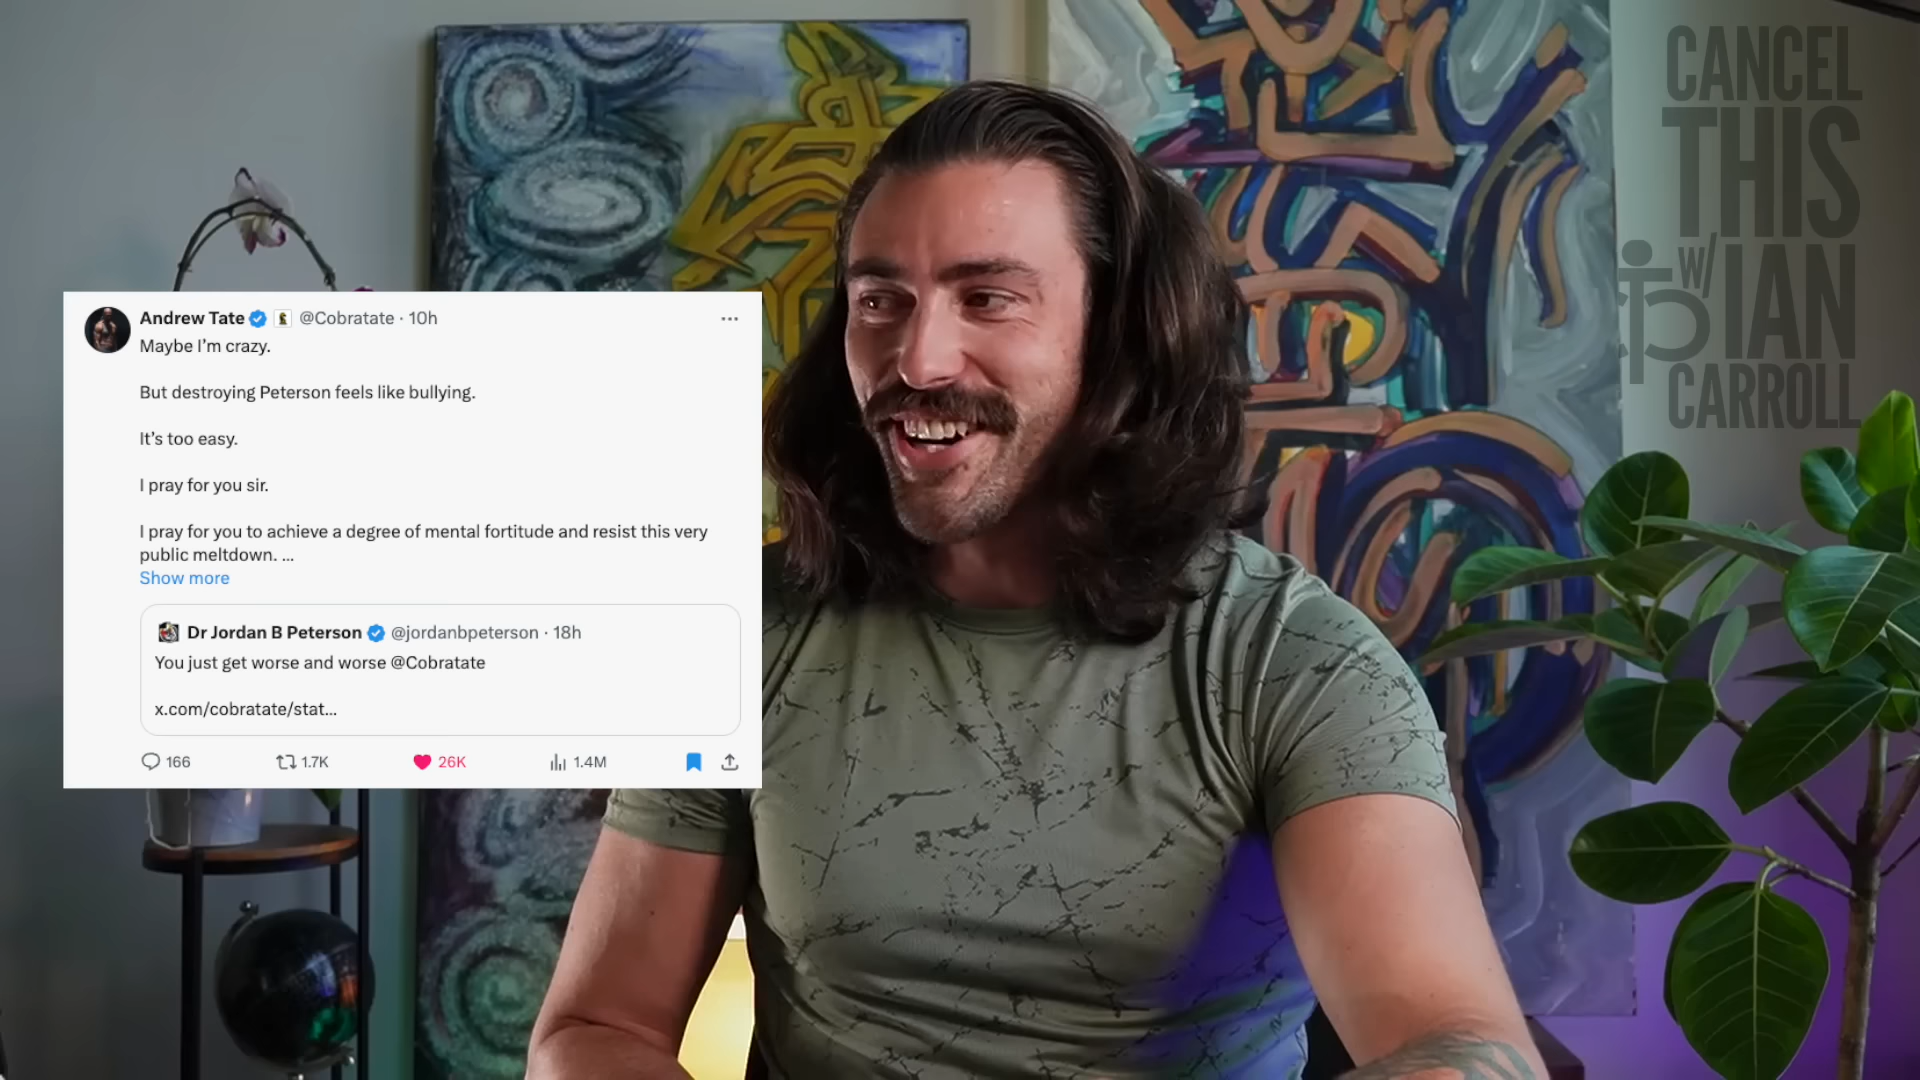 Andrew Tate @Cobratate · 10h
Maybe I’m crazy.
But destroying Peterson feels like bullying.
It’s too easy.
I pray for you sir.
I pray for you to achieve a degree of mental fortitude and resist this very
public meltdown. ...
Show more
Dr Jordan B Peterson @jordanbpeterson · 18h
You just get worse and worse @Cobratate
x.com/cobratate/stat...
166 1.7K 26K 1.4M
CANCEL
THIS
W/ IAN
CARROLL